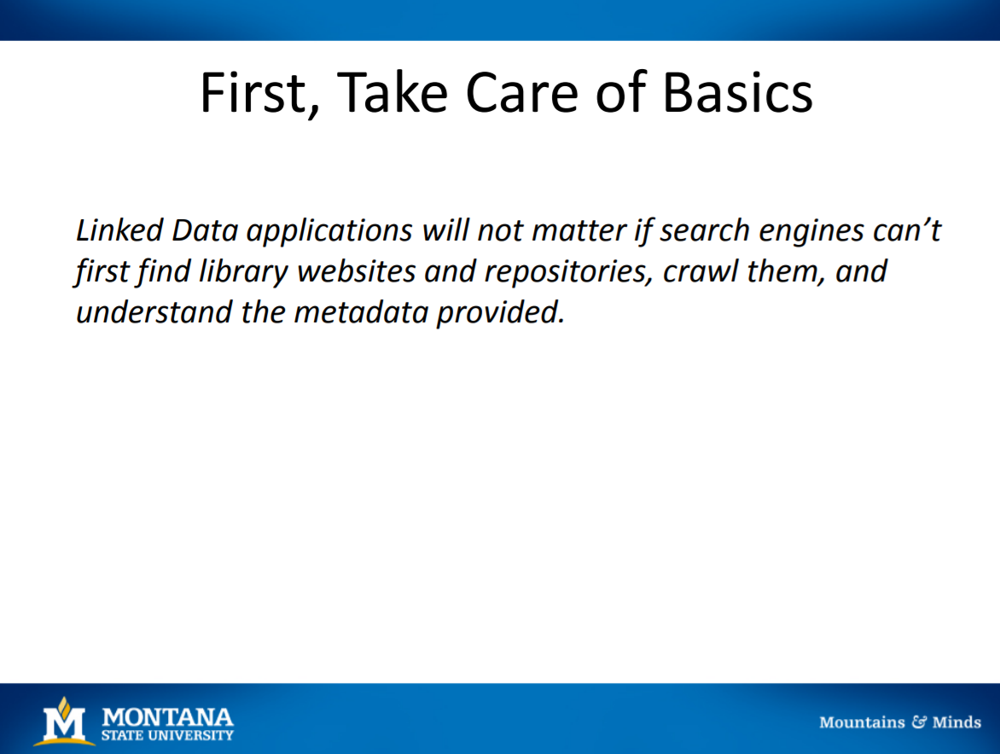 First, Take Care of Basics
Linked Data applications will not matter if search engines can’t
first find library websites and repositories, crawl them, and
understand the metadata provided.
M MONTANA
STATE UNIVERSITY
Mountains & Minds